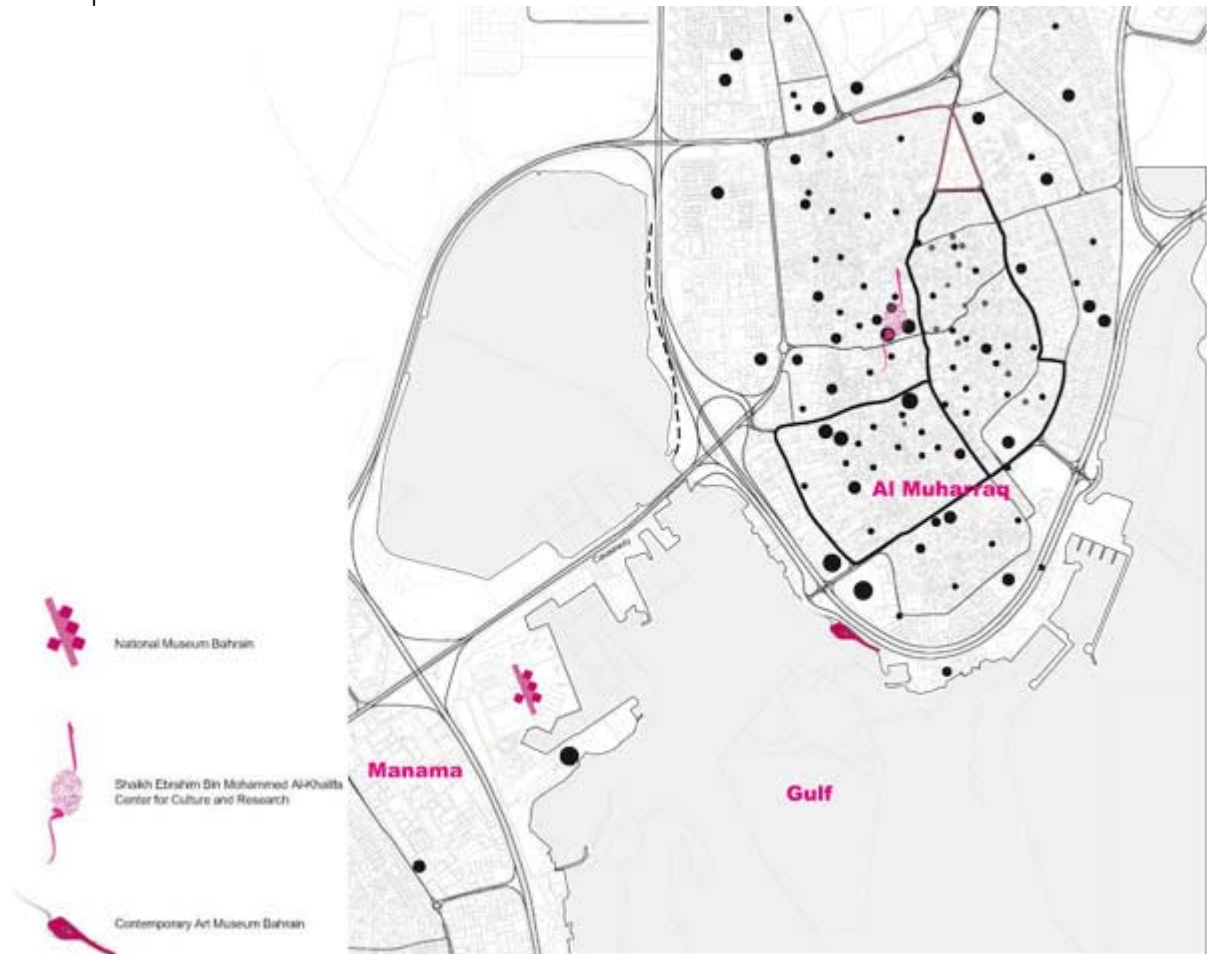 Causeway
Al Muharraq
National Museum Bahrain
Manama
Shaikh Ebrahim Bin Mohammed Al-Khalifa
Center for Culture and Research
Gulf
Contemporary Art Museum Bahrain